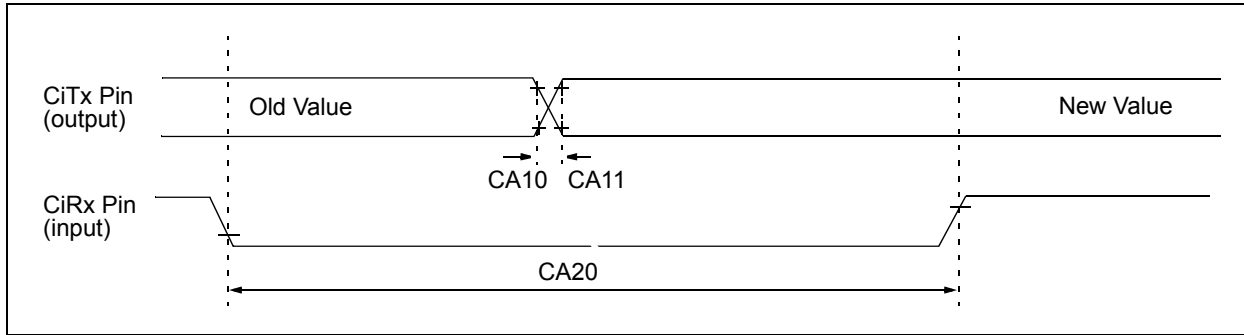 CiTx Pin
(output)
Old Value
New Value
CA10 CA11
CiRx Pin
(input)
CA20